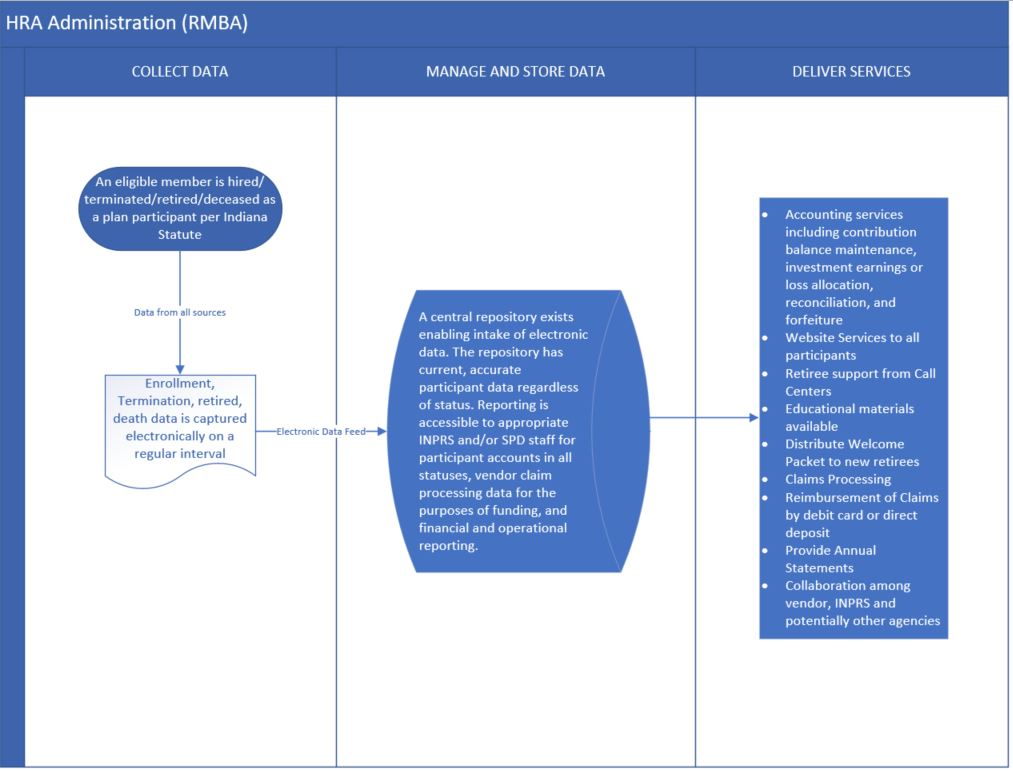 HRA Administration (RMBA)
COLLECT DATA
MANAGE AND STORE DATA
DELIVER SERVICES
An eligible member is hired/
terminated/retired/deceased as
a plan participant per Indiana
Statute
Data from all sources
Enrollment,
Termination, retired,
death data is captured
electronically on a
regular interval
Electronic Data Feed
A central repository exists
enabling intake of electronic
data. The repository has
current, accurate
participant data regardless
of status. Reporting is
accessible to appropriate
INPRS and/or SPD staff for
participant accounts in all
statuses, vendor claim
processing data for the
purposes of funding, and
financial and operational
reporting.
• Accounting services
including contribution
balance maintenance,
investment earnings or
loss allocation,
reconciliation, and
forfeiture
• Website Services to all
participants
• Retiree support from Call
Centers
• Educational materials
available
• Distribute Welcome
Packet to new retirees
• Claims Processing
• Reimbursement of Claims
by debit card or direct
deposit
• Provide Annual
Statements
• Collaboration among
vendor, INPRS and
potentially other agencies